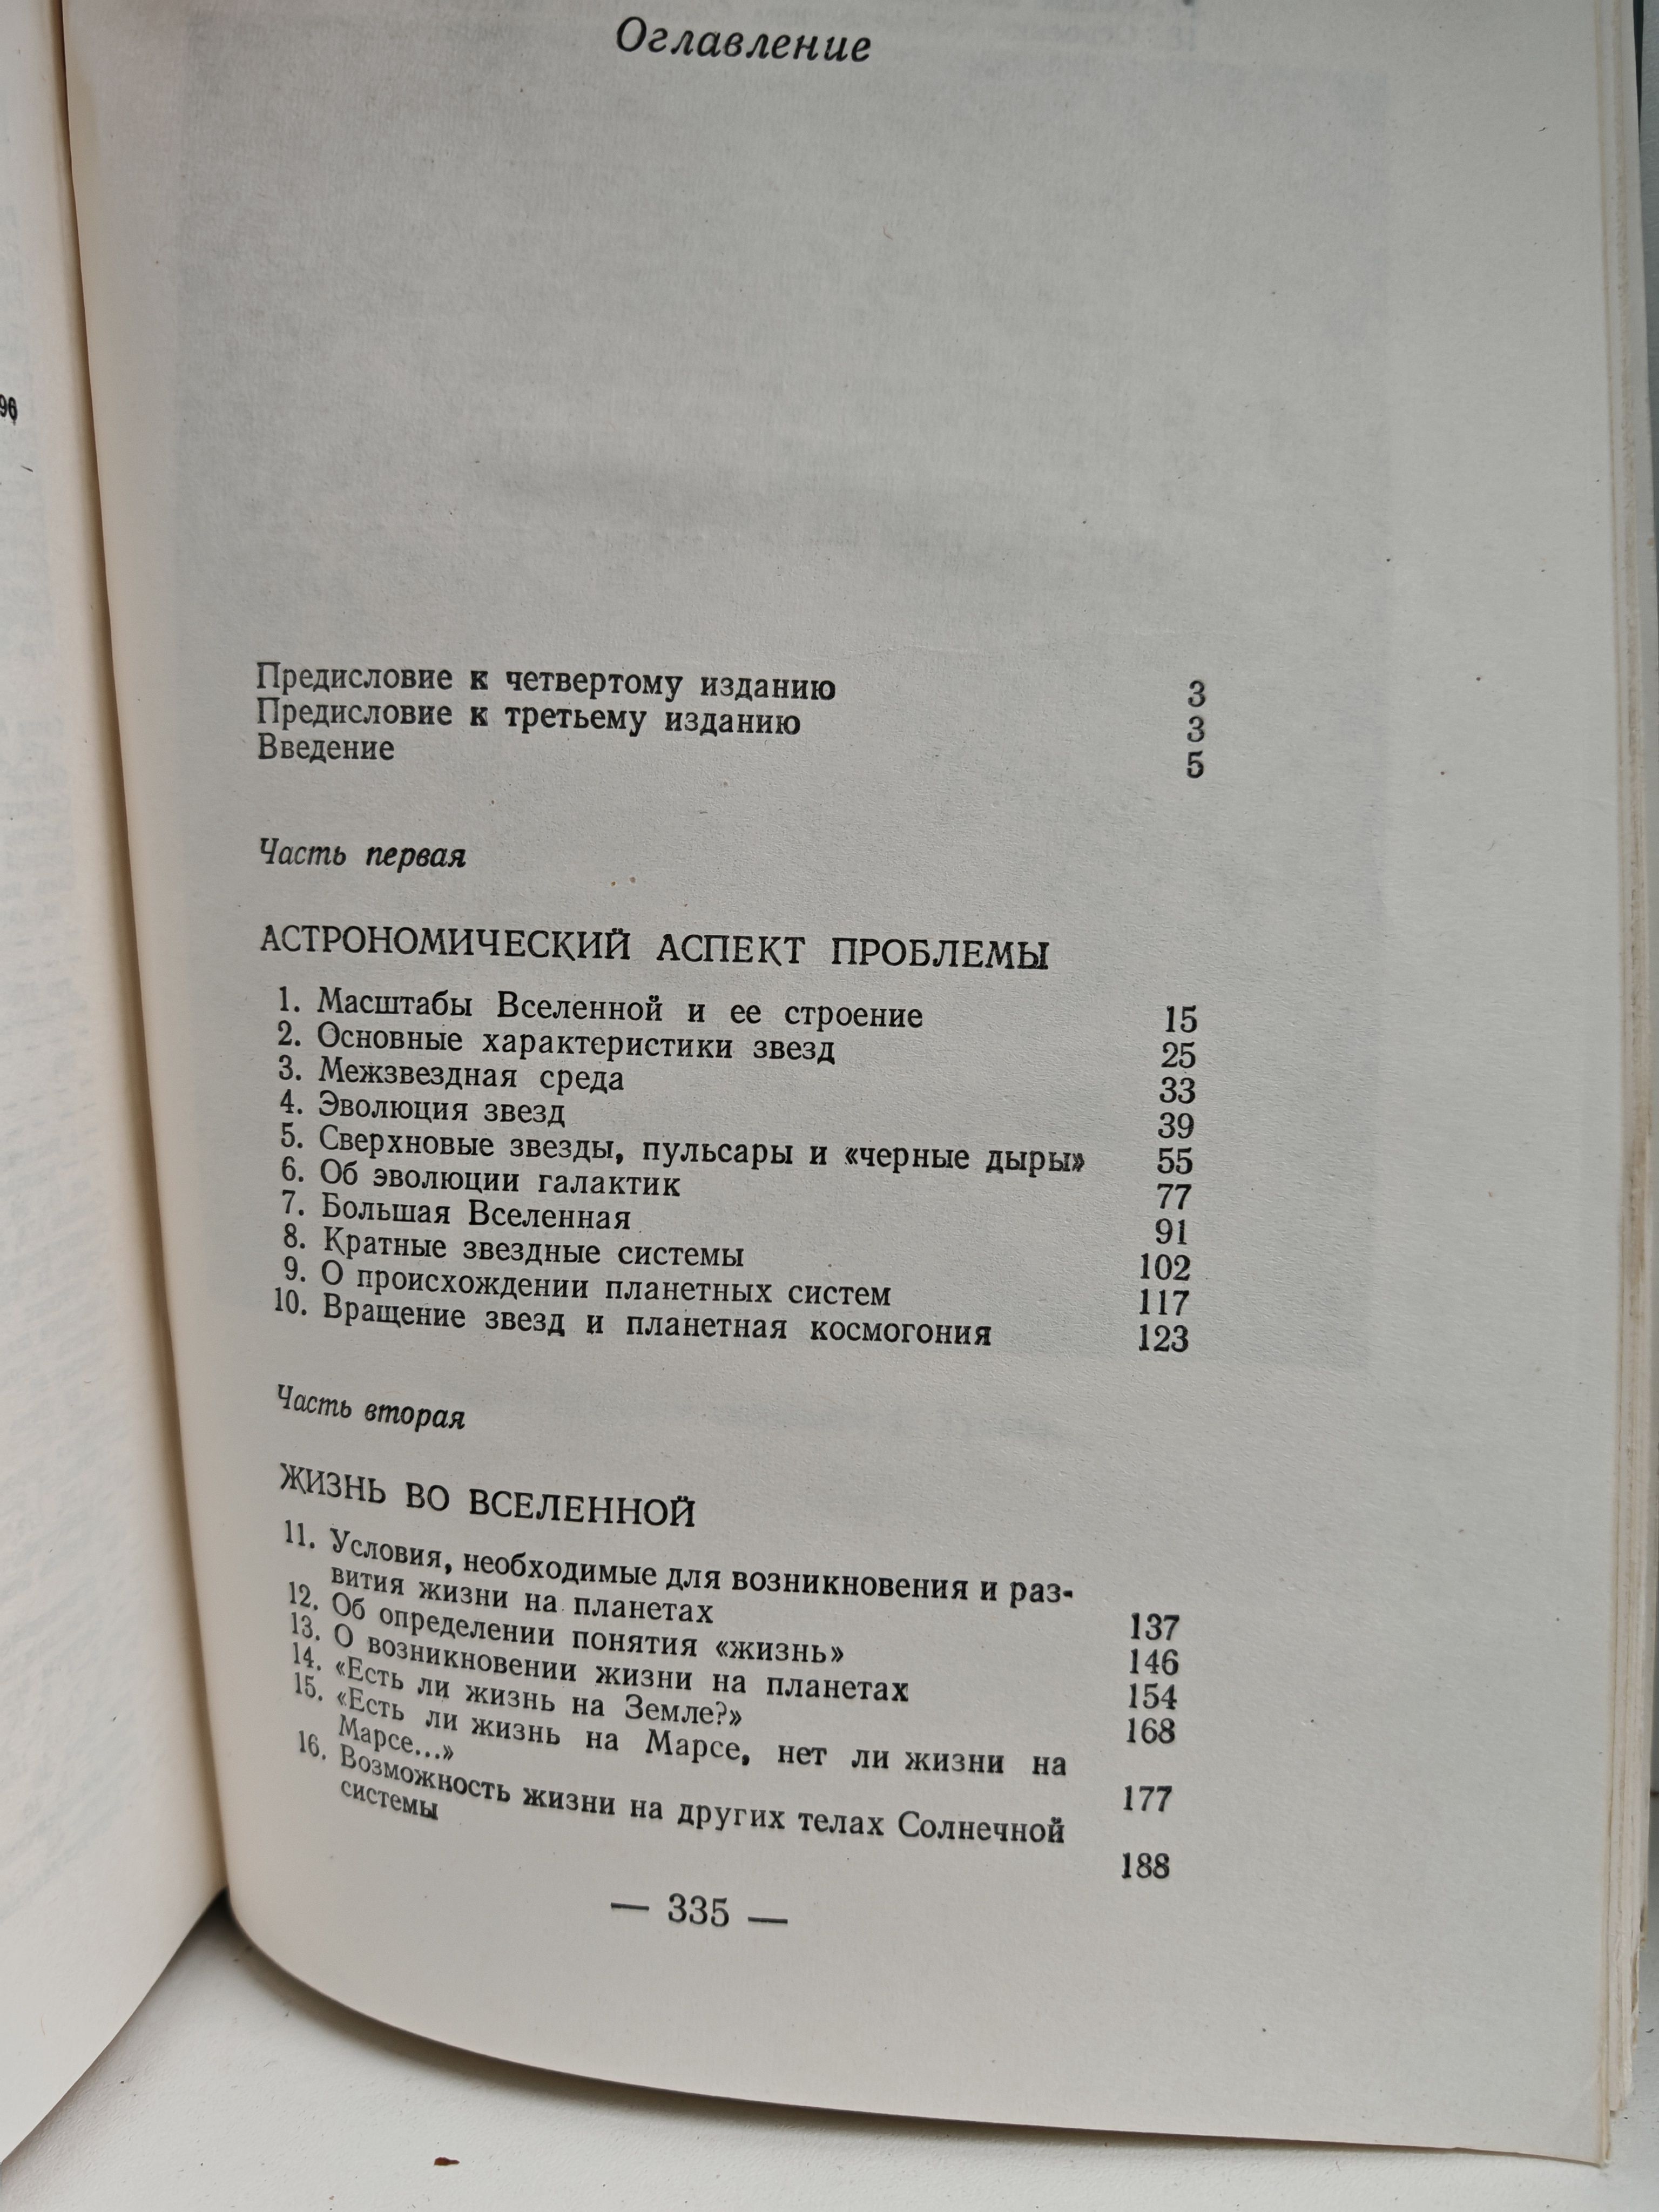 96
Оглавление
Предисловие к четвертому изданию 3
Предисловие к третьему изданию 3
Введение 5
Часть первая
АСТРОНОМИЧЕСКИЙ АСПЕКТ ПРОБЛЕМЫ
1. Масштабы Вселенной и ее строение 15
2. Основные характеристики звезд 25
3. Межзвездная среда 33
4. Эволюция звезд 39
5. Сверхновые звезды, пульсары и «черные дыры» 55
6. Об эволюции галактик 77
7. Большая Вселенная 91
8. Кратные звездные системы 102
9. О происхождении планетных систем 117
10. Вращение звезд и планетная космогония 123
Часть вторая
ЖИЗНЬ ВО ВСЕЛЕННОЙ
11. Условия, необходимые для возникновения и раз-
вития жизни на планетах 137
12. Об определении понятия «жизнь» 146
13. О возникновении жизни на планетах 154
14. «Есть ли жизнь на Земле?» 168
15. «Есть ли жизнь на Марсе, нет ли жизни на
Марсе...» 177
16. Возможность жизни на других телах Солнечной
системы 188
— 335 —